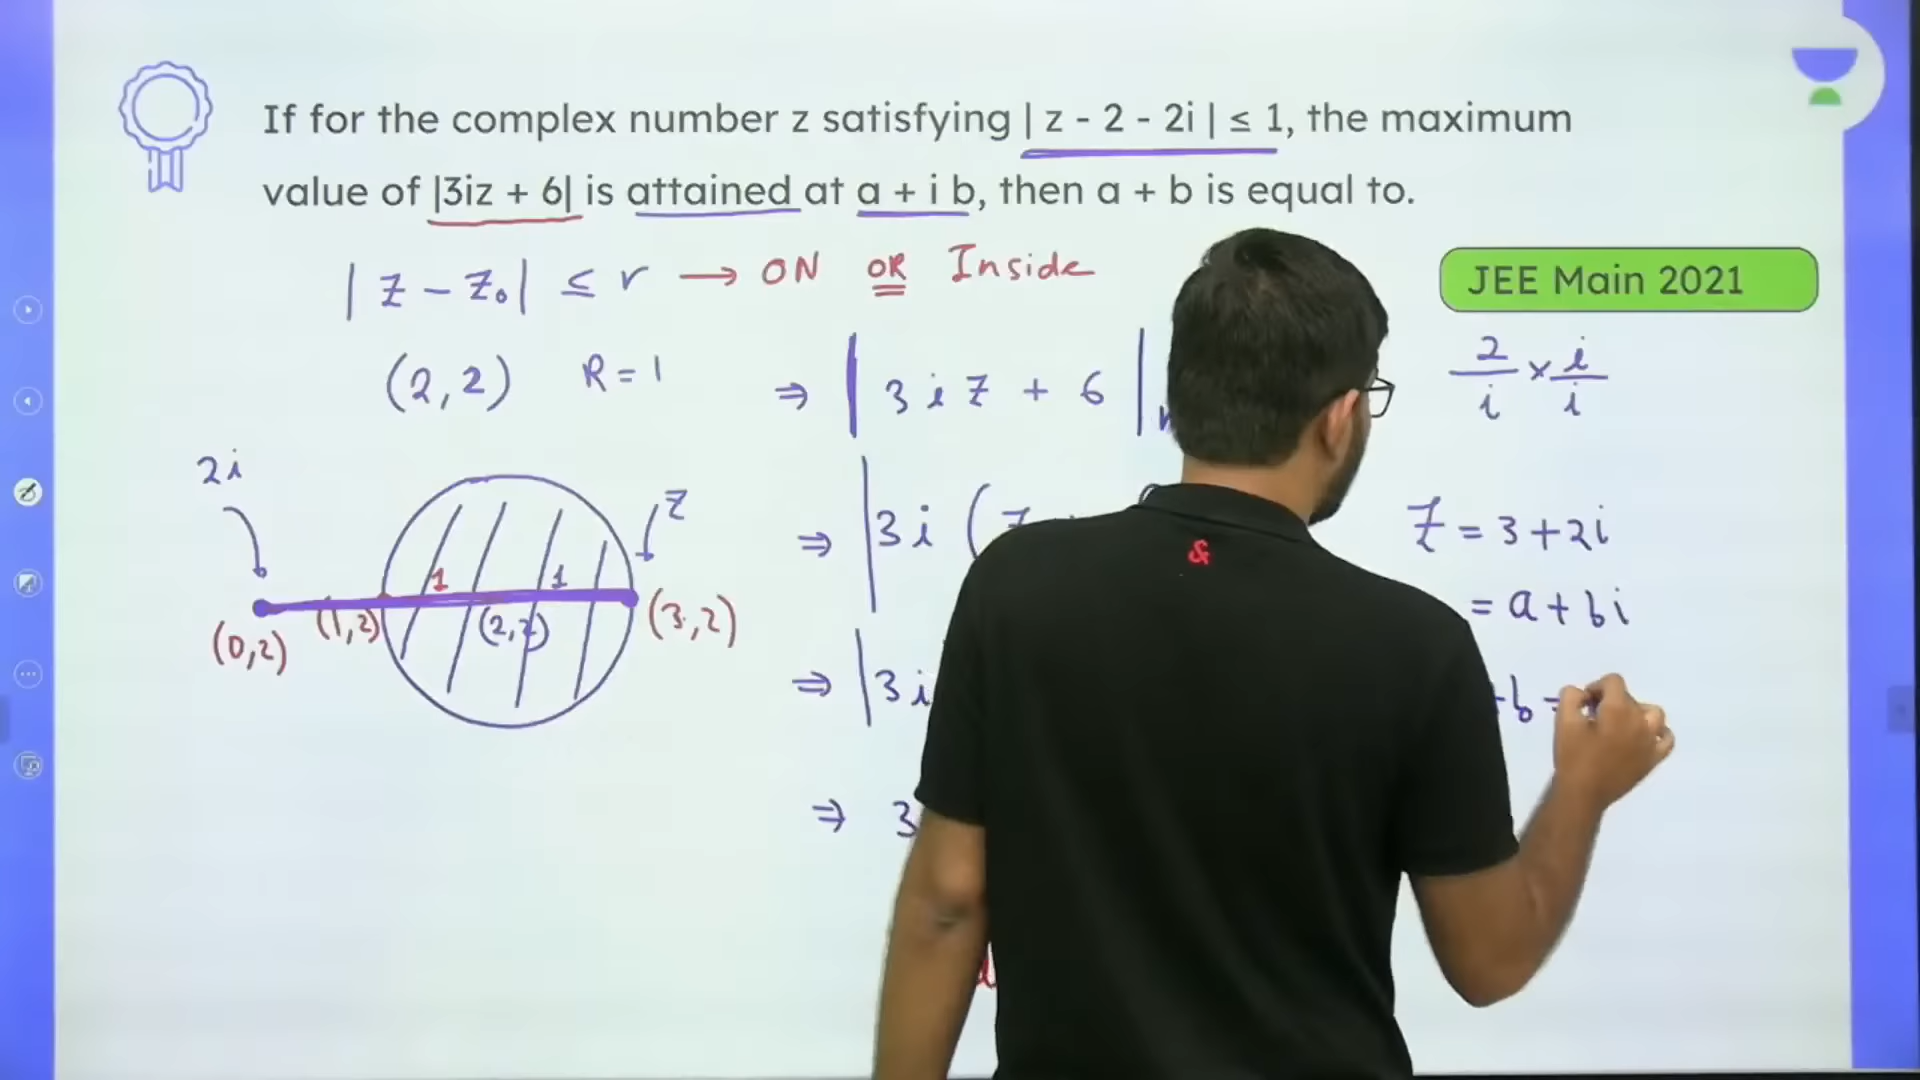 If for the complex number z satisfying | z - 2 - 2i | ≤ 1, the maximum
value of |3iz + 6| is attained at a + i b, then a + b is equal to.
JEE Main 2021
| z - z₀ | ≤ r → ON OR Inside
(2, 2) R = 1
⇒ | 3 i z + 6 |
2/i × i/i
2i
z
⇒ | 3 i ( z
z = 3 + 2i
1 1
(0,2) (1,2) (2,2) (3,2)
= a + bi
⇒ | 3 i
+b =
⇒ 3